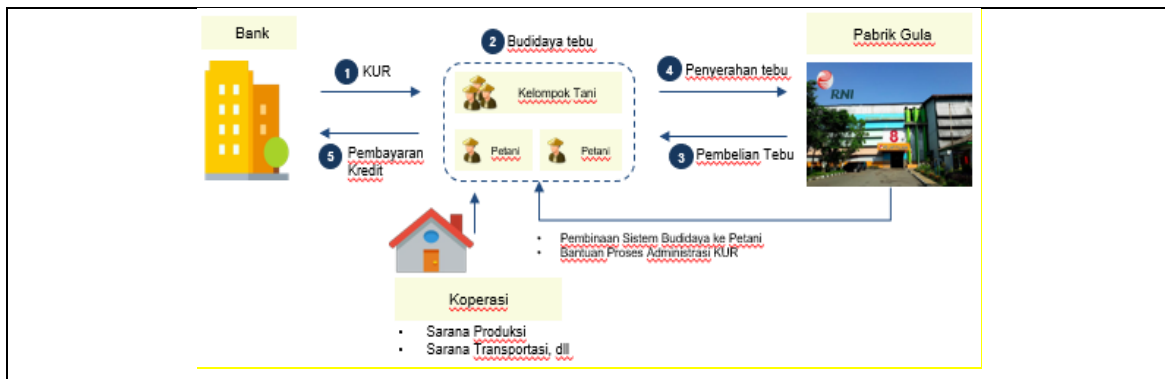 Bank
2 Budidaya tebu
Pabrik Gula
1 KUR
4 Penyerahan tebu
Kelompok Tani
RNI
8
Petani
Petani
5 Pembayaran
Kredit
3 Pembelian Tebu
• Pembinaan Sistem Budidaya ke Petani
• Bantuan Proses Administrasi KUR
Koperasi
• Sarana Produksi
• Sarana Transportasi, dll